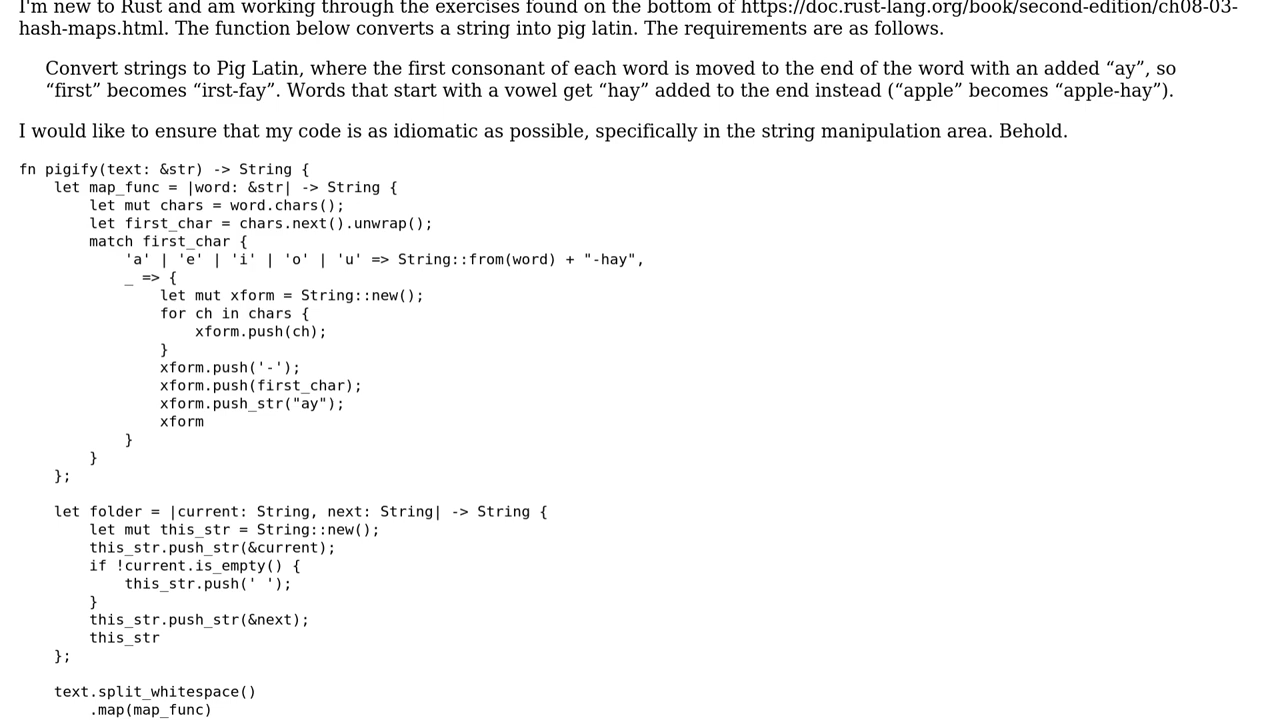 I'm new to Rust and am working through the exercises found on the bottom of https://doc.rust-lang.org/book/second-edition/ch08-03-
hash-maps.html. The function below converts a string into pig latin. The requirements are as follows.
Convert strings to Pig Latin, where the first consonant of each word is moved to the end of the word with an added “ay”, so
“first” becomes “irst-fay”. Words that start with a vowel get “hay” added to the end instead (“apple” becomes “apple-hay”).
I would like to ensure that my code is as idiomatic as possible, specifically in the string manipulation area. Behold.
fn pigify(text: &str) -> String {
    let map_func = |word: &str| -> String {
        let mut chars = word.chars();
        let first_char = chars.next().unwrap();
        match first_char {
            'a' | 'e' | 'i' | 'o' | 'u' => String::from(word) + "-hay",
            _ => {
                let mut xform = String::new();
                for ch in chars {
                    xform.push(ch);
                }
                xform.push('-');
                xform.push(first_char);
                xform.push_str("ay");
                xform
            }
        }
    };
    let folder = |current: String, next: String| -> String {
        let mut this_str = String::new();
        this_str.push_str(&current);
        if !current.is_empty() {
            this_str.push(' ');
        }
        this_str.push_str(&next);
        this_str
    };
    text.split_whitespace()
        .map(map_func)